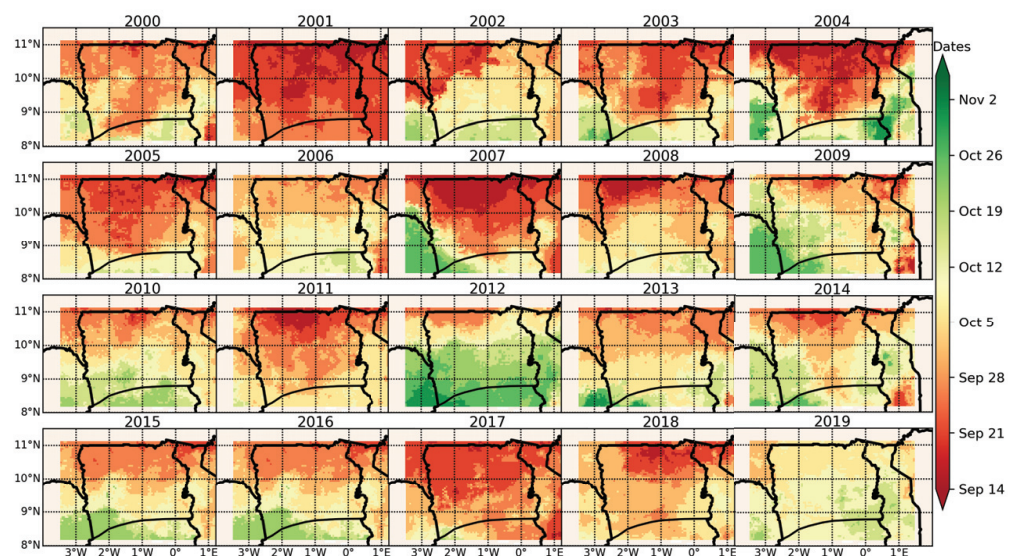 2000 2001 2002 2003 2004
11°N
10°N
9°N
8°N
2005 2006 2007 2008 2009
11°N
10°N
9°N
8°N
2010 2011 2012 2013 2014
11°N
10°N
9°N
8°N
2015 2016 2017 2018 2019
11°N
10°N
9°N
8°N
3°W 2°W 1°W 0° 1°E 3°W 2°W 1°W 0° 1°E 3°W 2°W 1°W 0° 1°E 3°W 2°W 1°W 0° 1°E 3°W 2°W 1°W 0° 1°E
Dates
Nov 2
Oct 26
Oct 19
Oct 12
Oct 5
Sep 28
Sep 21
Sep 14